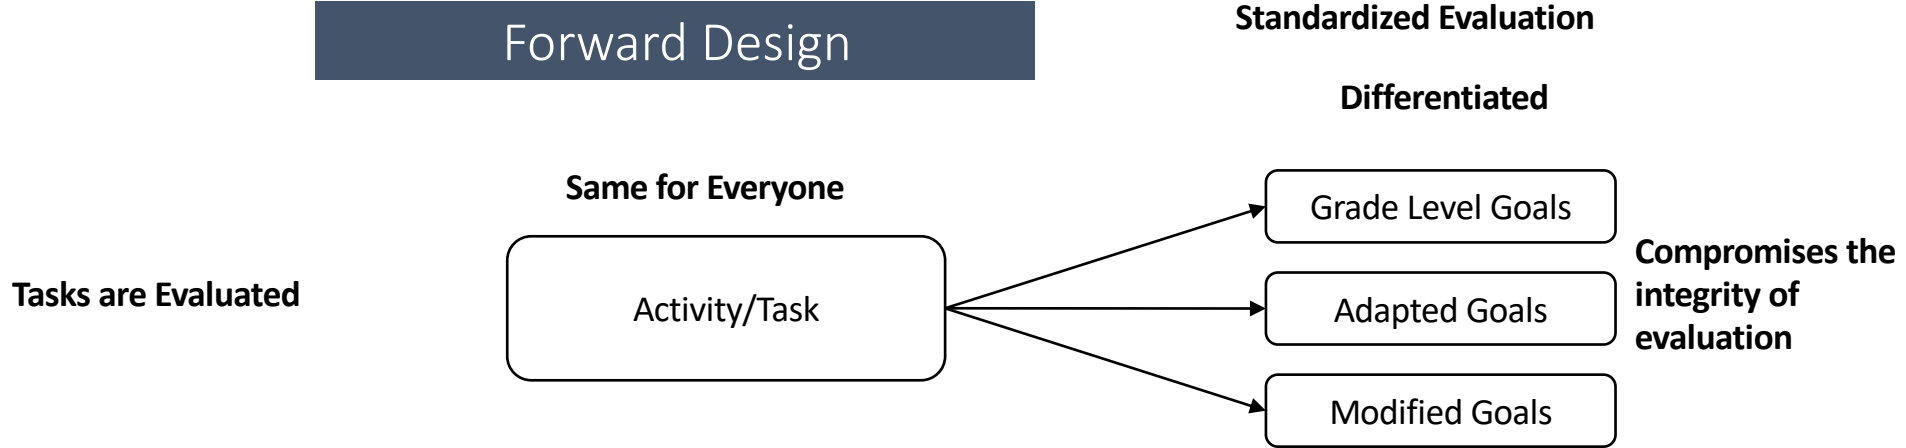 Forward Design
Standardized Evaluation
Differentiated
Same for Everyone
Grade Level Goals
Tasks are Evaluated
Activity/Task
Adapted Goals
Compromises the
integrity of
evaluation
Modified Goals